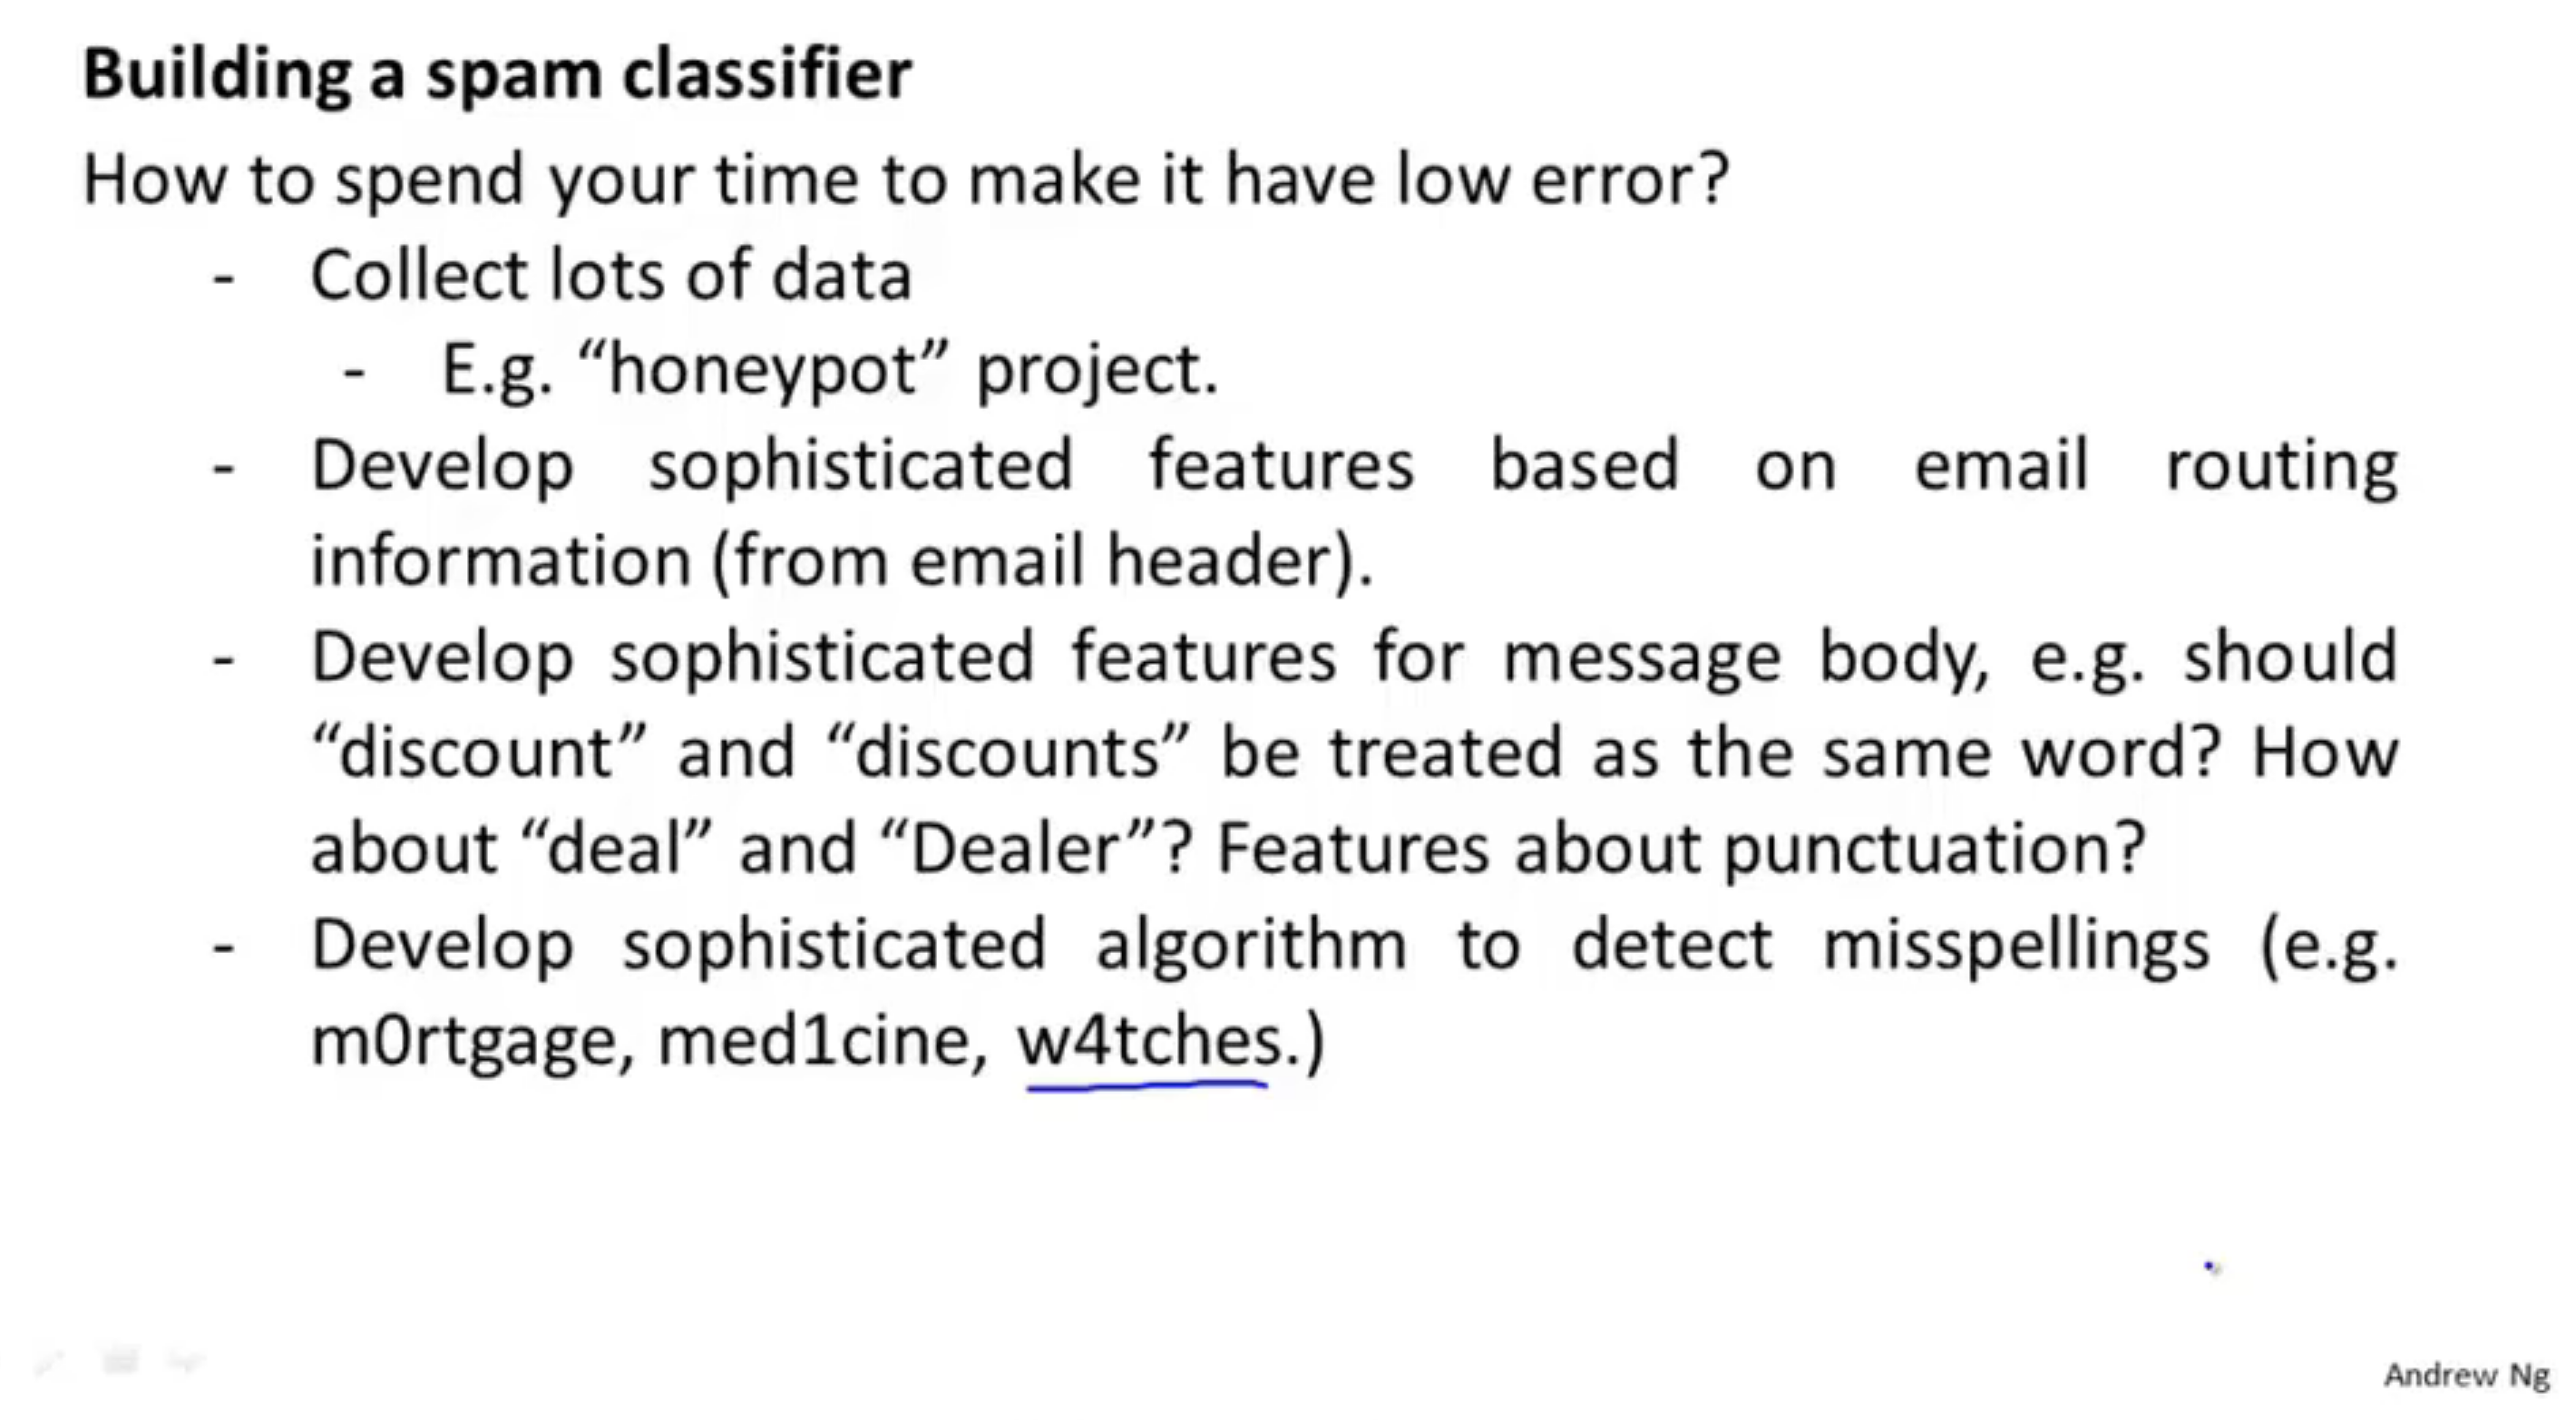 Building a spam classifier
How to spend your time to make it have low error?
- Collect lots of data
- E.g. “honeypot” project.
- Develop sophisticated features based on email routing
information (from email header).
- Develop sophisticated features for message body, e.g. should
“discount” and “discounts” be treated as the same word? How
about “deal” and “Dealer”? Features about punctuation?
- Develop sophisticated algorithm to detect misspellings (e.g.
m0rtgage, med1cine, w4tches.)
Andrew Ng